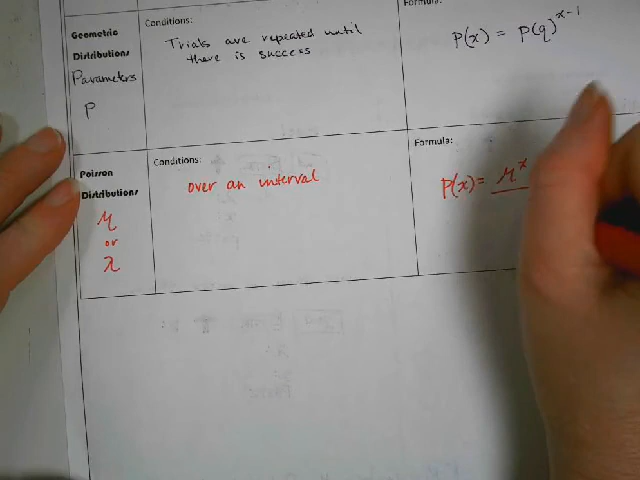 Geometric
Distributions
Parameters
P
Conditions:
Trials are repeated until
there is success
Formula:
P(x) = p(q)^x-1
Poisson
Distributions
μ
or
λ
Conditions:
over an interval
Formula:
P(x) = μ^x